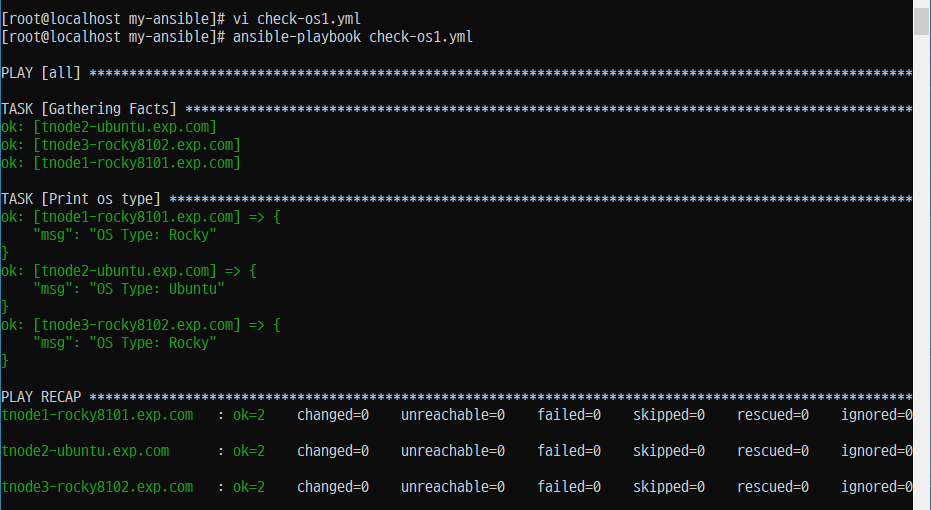 [root@localhost my-ansible]# vi check-os1.yml
[root@localhost my-ansible]# ansible-playbook check-os1.yml
PLAY [all] *******************************************************************************************************
TASK [Gathering Facts] *******************************************************************************************
ok: [tnode2-ubuntu.exp.com]
ok: [tnode3-rocky8102.exp.com]
ok: [tnode1-rocky8101.exp.com]
TASK [Print os type] *********************************************************************************************
ok: [tnode1-rocky8101.exp.com] => {
    "msg": "OS Type: Rocky"
}
ok: [tnode2-ubuntu.exp.com] => {
    "msg": "OS Type: Ubuntu"
}
ok: [tnode3-rocky8102.exp.com] => {
    "msg": "OS Type: Rocky"
}
PLAY RECAP *******************************************************************************************************
tnode1-rocky8101.exp.com   : ok=2    changed=0    unreachable=0    failed=0    skipped=0    rescued=0    ignored=0
tnode2-ubuntu.exp.com      : ok=2    changed=0    unreachable=0    failed=0    skipped=0    rescued=0    ignored=0
tnode3-rocky8102.exp.com   : ok=2    changed=0    unreachable=0    failed=0    skipped=0    rescued=0    ignored=0